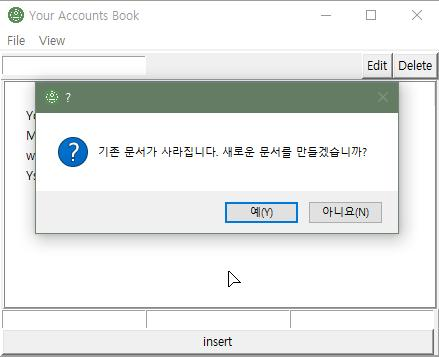 Your Accounts Book
File View
Edit Delete
?
기존 문서가 사라집니다. 새로운 문서를 만들겠습니까?
예(Y) 아니요(N)
insert